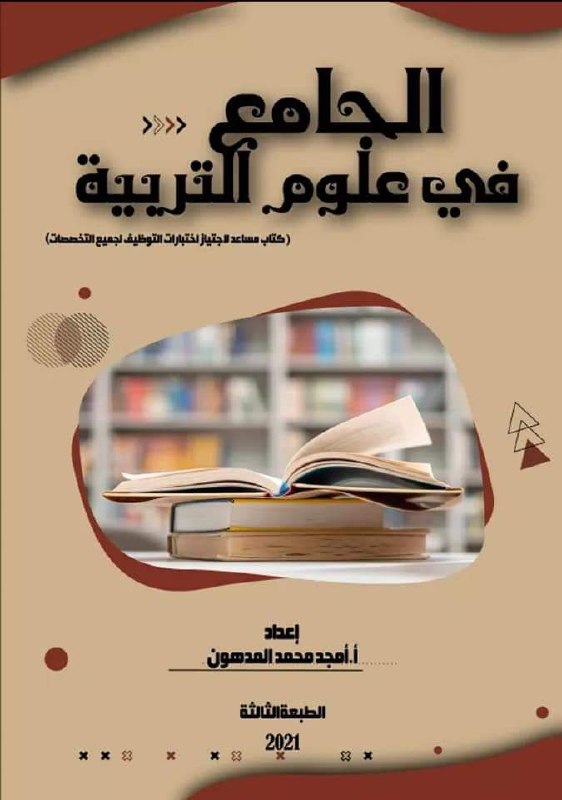 الجامع
في علوم التربية
(كتاب مساعد لاجتياز اختبارات التوظيف لجميع التخصصات)
إعداد
أ.أمجد محمد المدهون
الطبعة الثالثة
2021